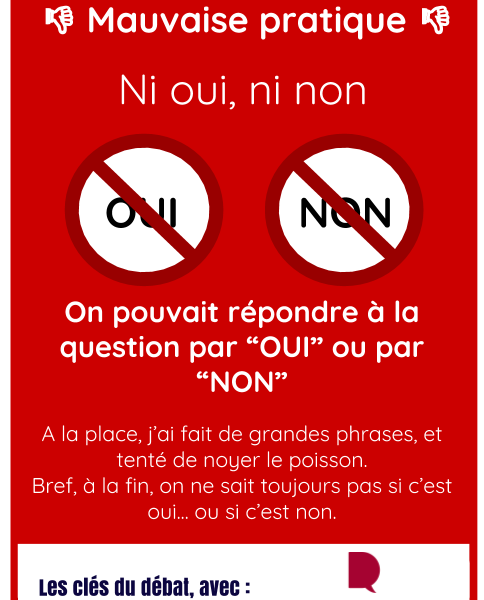 Mauvaise pratique
Ni oui, ni non
OUI
NON
On pouvait répondre à la
question par “OUI” ou par
“NON”
A la place, j’ai fait de grandes phrases, et
tenté de noyer le poisson.
Bref, à la fin, on ne sait toujours pas si c’est
oui... ou si c’est non.
Les clés du débat, avec :